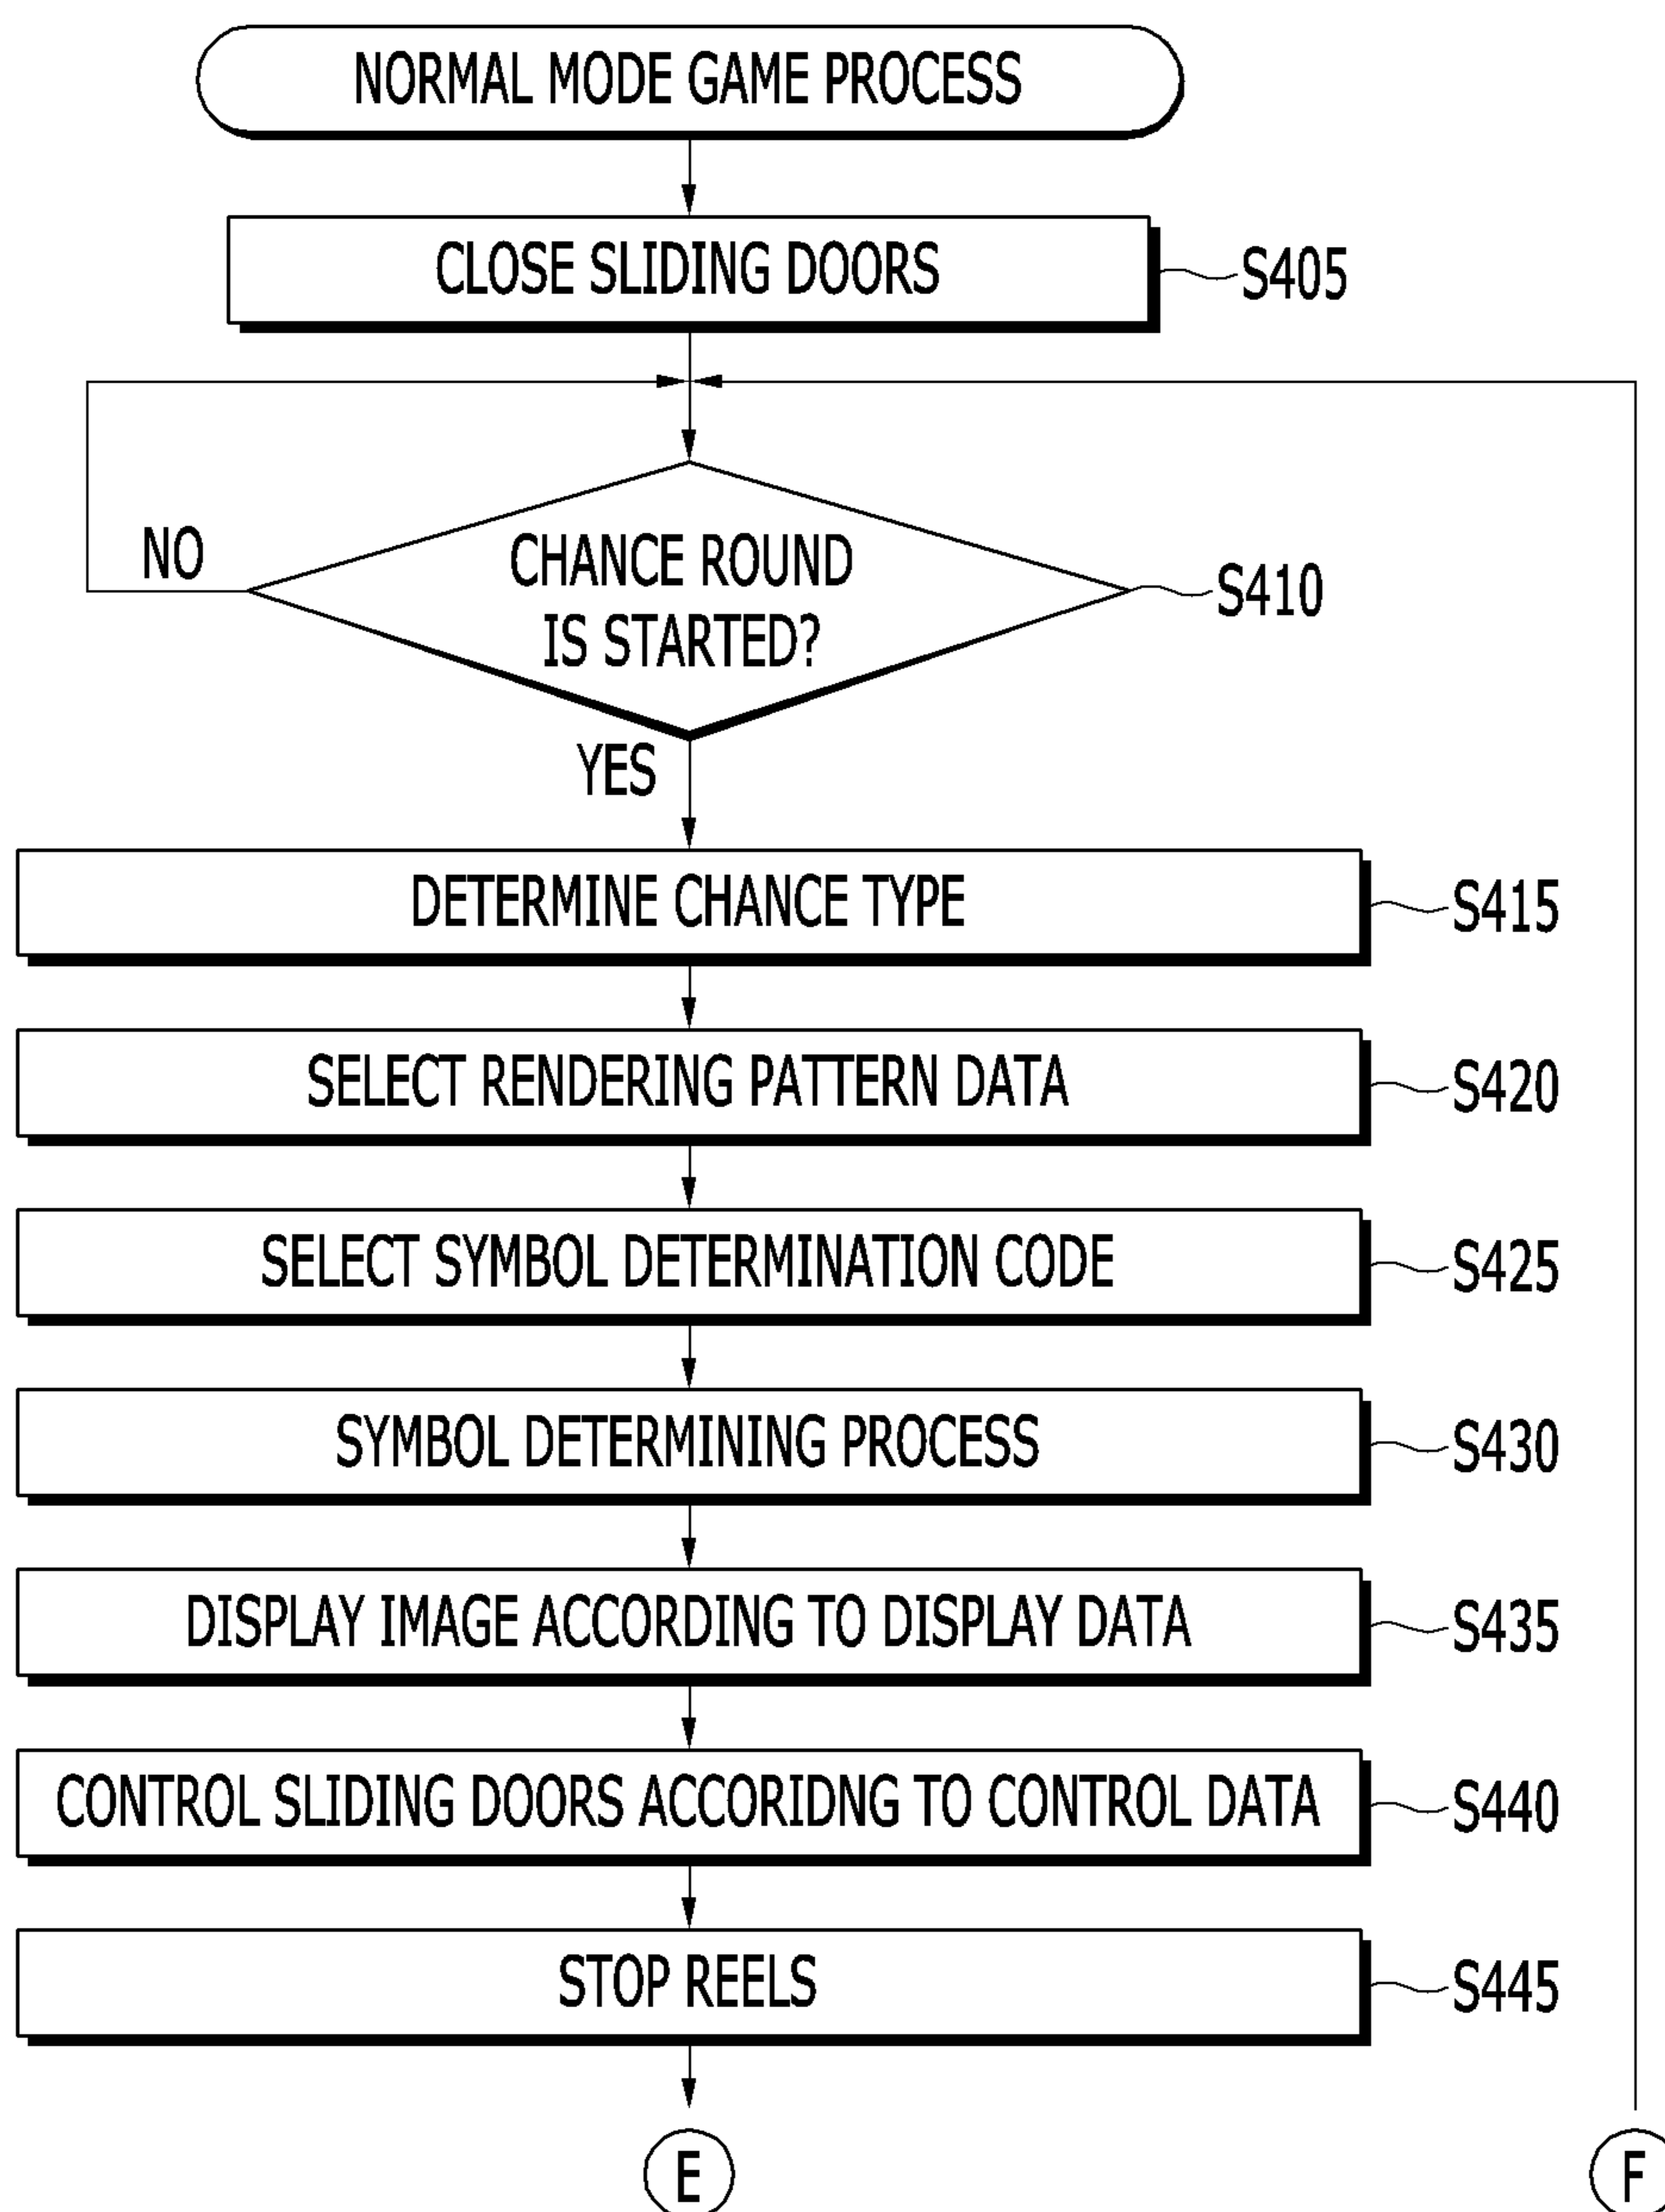 NORMAL MODE GAME PROCESS
CLOSE SLIDING DOORS
S405
NO
CHANCE ROUND
IS STARTED?
S410
YES
DETERMINE CHANCE TYPE
S415
SELECT RENDERING PATTERN DATA
S420
SELECT SYMBOL DETERMINATION CODE
S425
SYMBOL DETERMINING PROCESS
S430
DISPLAY IMAGE ACCORDING TO DISPLAY DATA
S435
CONTROL SLIDING DOORS ACCORIDNG TO CONTROL DATA
S440
STOP REELS
S445
E
F